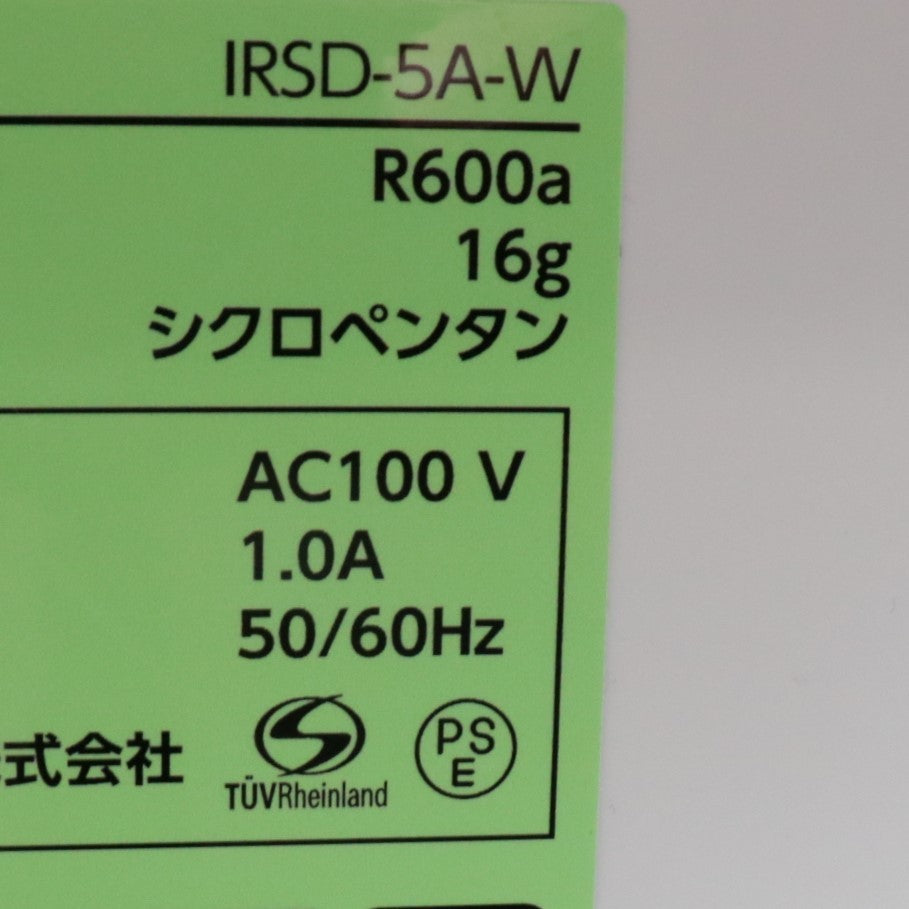 IRSD-5A-W
R600a
16g
シクロペンタン
AC100 V
1.0A
50/60Hz
式会社
TÜVRheinland
PS
E